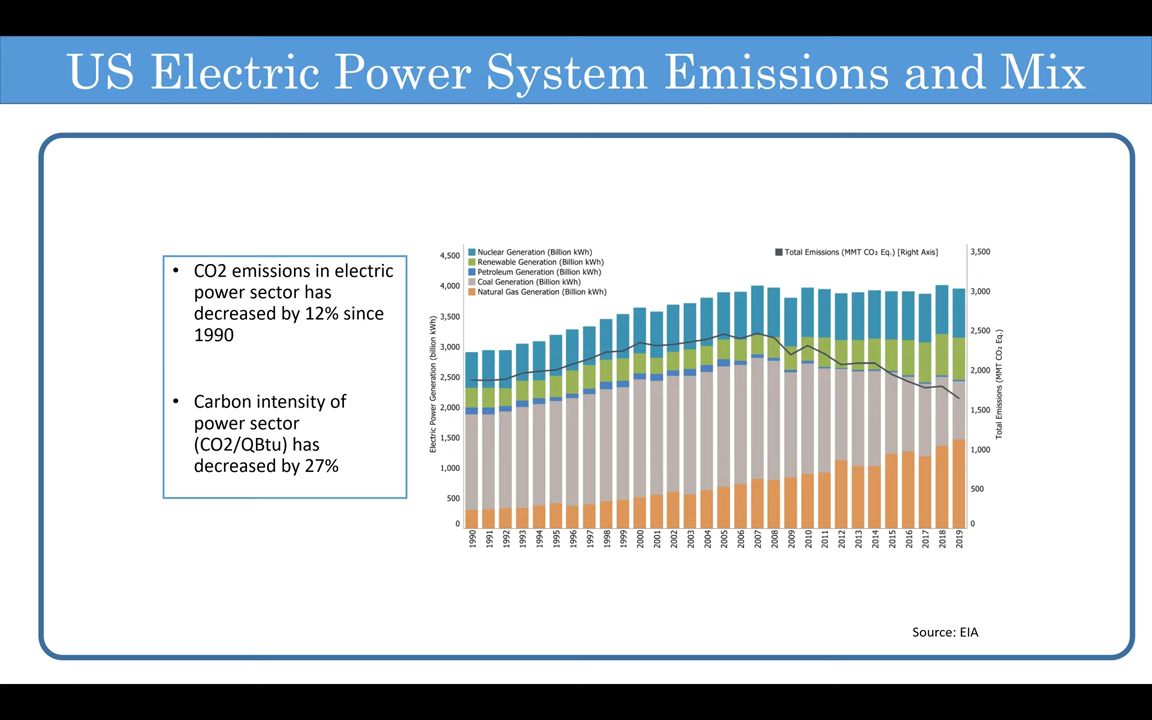 US Electric Power System Emissions and Mix
• CO2 emissions in electric
power sector has
decreased by 12% since
1990
• Carbon intensity of
power sector
(CO2/QBtu) has
decreased by 27%
Nuclear Generation (Billion kWh)
Renewable Generation (Billion kWh)
Petroleum Generation (Billion kWh)
Coal Generation (Billion kWh)
Natural Gas Generation (Billion kWh)
Total Emissions (MMT CO₂ Eq.) [Right Axis]
Electric Power Generation (billion kWh)
4,500
4,000
3,500
3,000
2,500
2,000
1,500
1,000
500
0
3,500
3,000
2,500
2,000
1,500
1,000
500
0
Total Emissions (MMT CO₂ Eq.)
1990 1991 1992 1993 1994 1995 1996 1997 1998 1999 2000 2001 2002 2003 2004 2005 2006 2007 2008 2009 2010 2011 2012 2013 2014 2015 2016 2017 2018 2019
Source: EIA